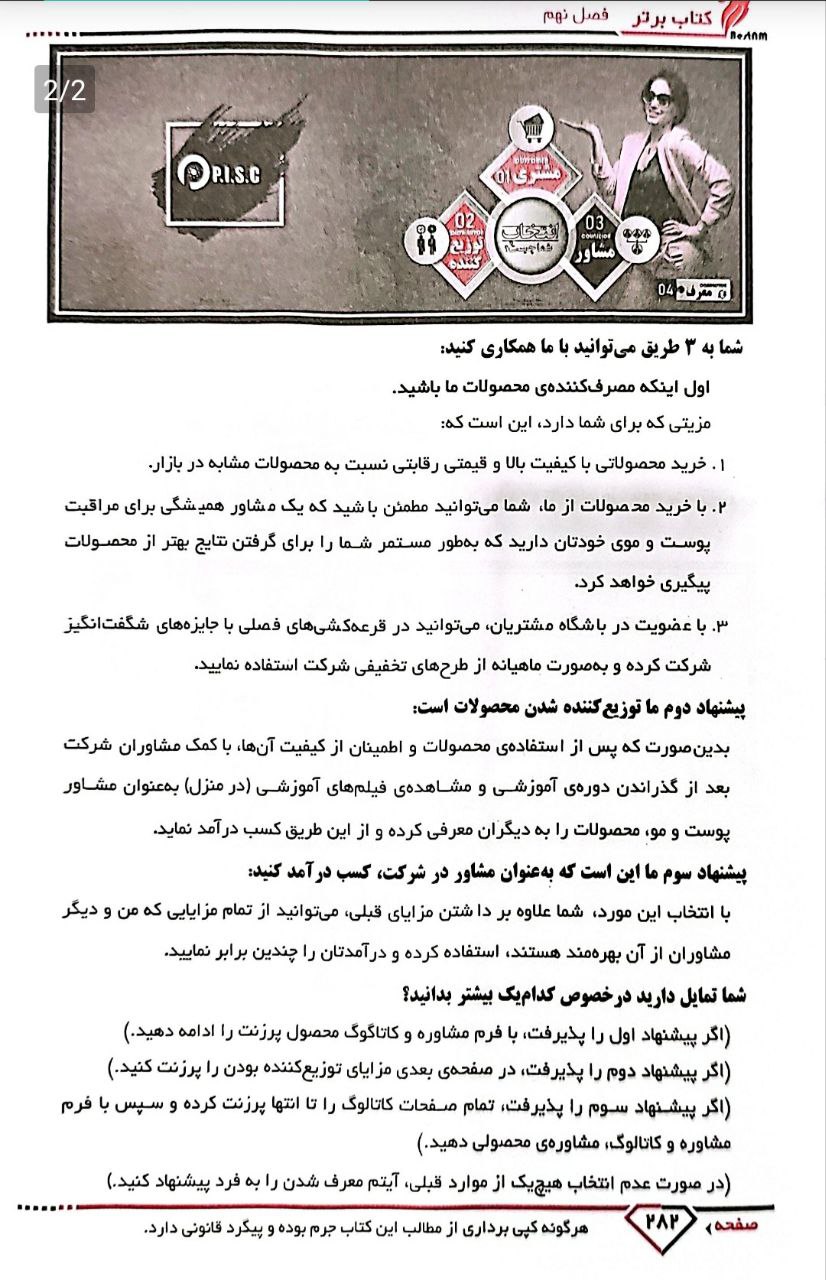 کتاب برتر فصل نهم
2/2
P.I.S.C
مشتری 01
02
توزیع
کننده
انتخاب
شما چیست؟
03
مشاور
04 معرف
شما به ۳ طریق می‌توانید با ما همکاری کنید:
اول اینکه مصرف‌کننده‌ی محصولات ما باشید.
مزیتی که برای شما دارد، این است که:
۱. خرید محصولاتی با کیفیت بالا و قیمتی رقابتی نسبت به محصولات مشابه در بازار.
۲. با خرید محصولات از ما، شما می‌توانید مطمئن باشید که یک مشاور همیشگی برای مراقبت
پوست و موی خودتان دارید که به‌طور مستمر شما را برای گرفتن نتایج بهتر از محصولات
پیگیری خواهد کرد.
۳. با عضویت در باشگاه مشتریان، می‌توانید در قرعه‌کشی‌های فصلی با جایزه‌های شگفت‌انگیز
شرکت کرده و به‌صورت ماهیانه از طرح‌های تخفیفی شرکت استفاده نمایید.
پیشنهاد دوم ما توزیع‌کننده شدن محصولات است:
بدین‌صورت که پس از استفاده‌ی محصولات و اطمینان از کیفیت آن‌ها، با کمک مشاوران شرکت
بعد از گذراندن دوره‌ی آموزشی و مشاهده‌ی فیلم‌های آموزشی (در منزل) به‌عنوان مشاور
پوست و مو، محصولات را به دیگران معرفی کرده و از این طریق کسب درآمد نماید.
پیشنهاد سوم ما این است که به‌عنوان مشاور در شرکت، کسب درآمد کنید:
با انتخاب این مورد، شما علاوه بر داشتن مزایای قبلی، می‌توانید از تمام مزایایی که من و دیگر
مشاوران از آن بهره‌مند هستند، استفاده کرده و درآمدتان را چندین برابر نمایید.
شما تمایل دارید درخصوص کدام‌یک بیشتر بدانید؟
(اگر پیشنهاد اول را پذیرفت، با فرم مشاوره و کاتاگوگ محصول پرزنت را ادامه دهید.)
(اگر پیشنهاد دوم را پذیرفت، در صفحه‌ی بعدی مزایای توزیع‌کننده بودن را پرزنت کنید.)
(اگر پیشنهاد سوم را پذیرفت، تمام صفحات کاتالوگ را تا انتها پرزنت کرده و سپس با فرم
مشاوره و کاتالوگ، مشاوره‌ی محصولی دهید.)
(در صورت عدم انتخاب هیچ‌یک از موارد قبلی، آیتم معرف شدن را به فرد پیشنهاد کنید.)
صفحه ۲۸۲
هرگونه کپی برداری از مطالب این کتاب جرم بوده و پیگرد قانونی دارد.